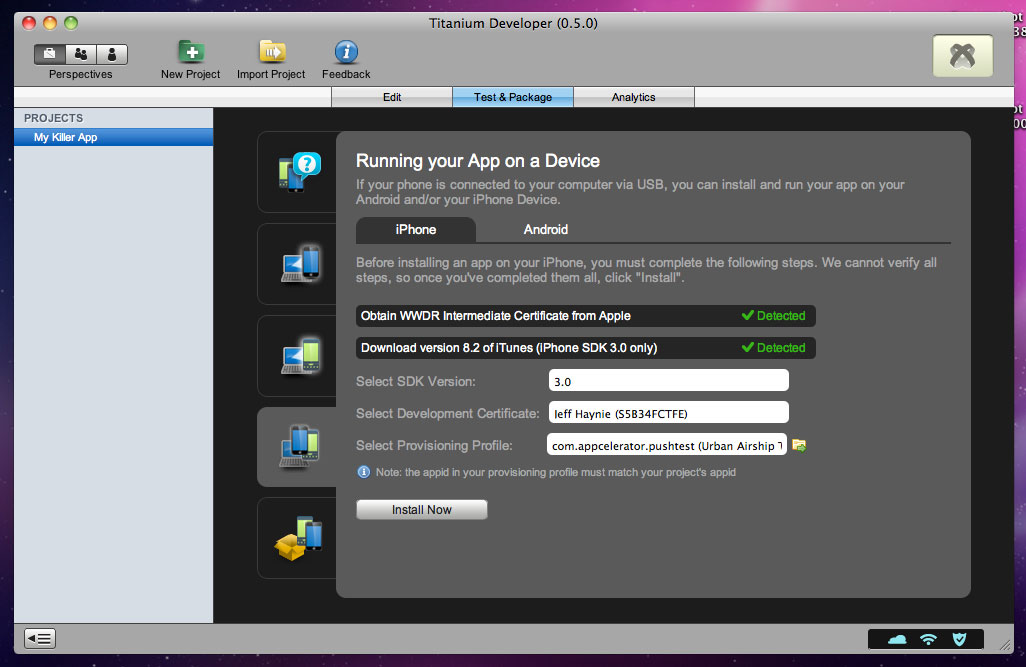 Titanium Developer (0.5.0)
Perspectives
New Project
Import Project
Feedback
Edit
Test & Package
Analytics
PROJECTS
My Killer App
Running your App on a Device
If your phone is connected to your computer via USB, you can install and run your app on your
Android and/or your iPhone Device.
iPhone
Android
Before installing an app on your iPhone, you must complete the following steps. We cannot verify all
steps, so once you've completed them all, click "Install".
Obtain WWDR Intermediate Certificate from Apple
Detected
Download version 8.2 of iTunes (iPhone SDK 3.0 only)
Detected
Select SDK Version:
3.0
Select Development Certificate:
Jeff Haynie (S5B34FCTFE)
Select Provisioning Profile:
com.appcelerator.pushtest (Urban Airship
Note: the appid in your provisioning profile must match your project's appid
Install Now